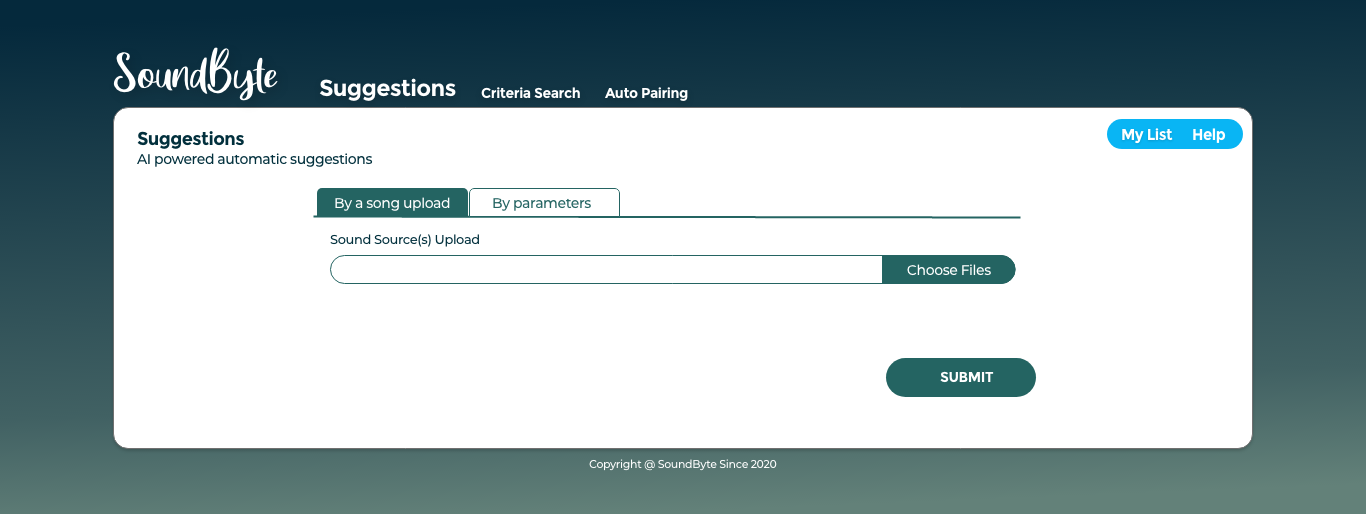 SoundByte
Suggestions Criteria Search Auto Pairing
Suggestions
My List Help
AI powered automatic suggestions
By a song upload By parameters
Sound Source(s) Upload
Choose Files
SUBMIT
Copyright @ SoundByte Since 2020